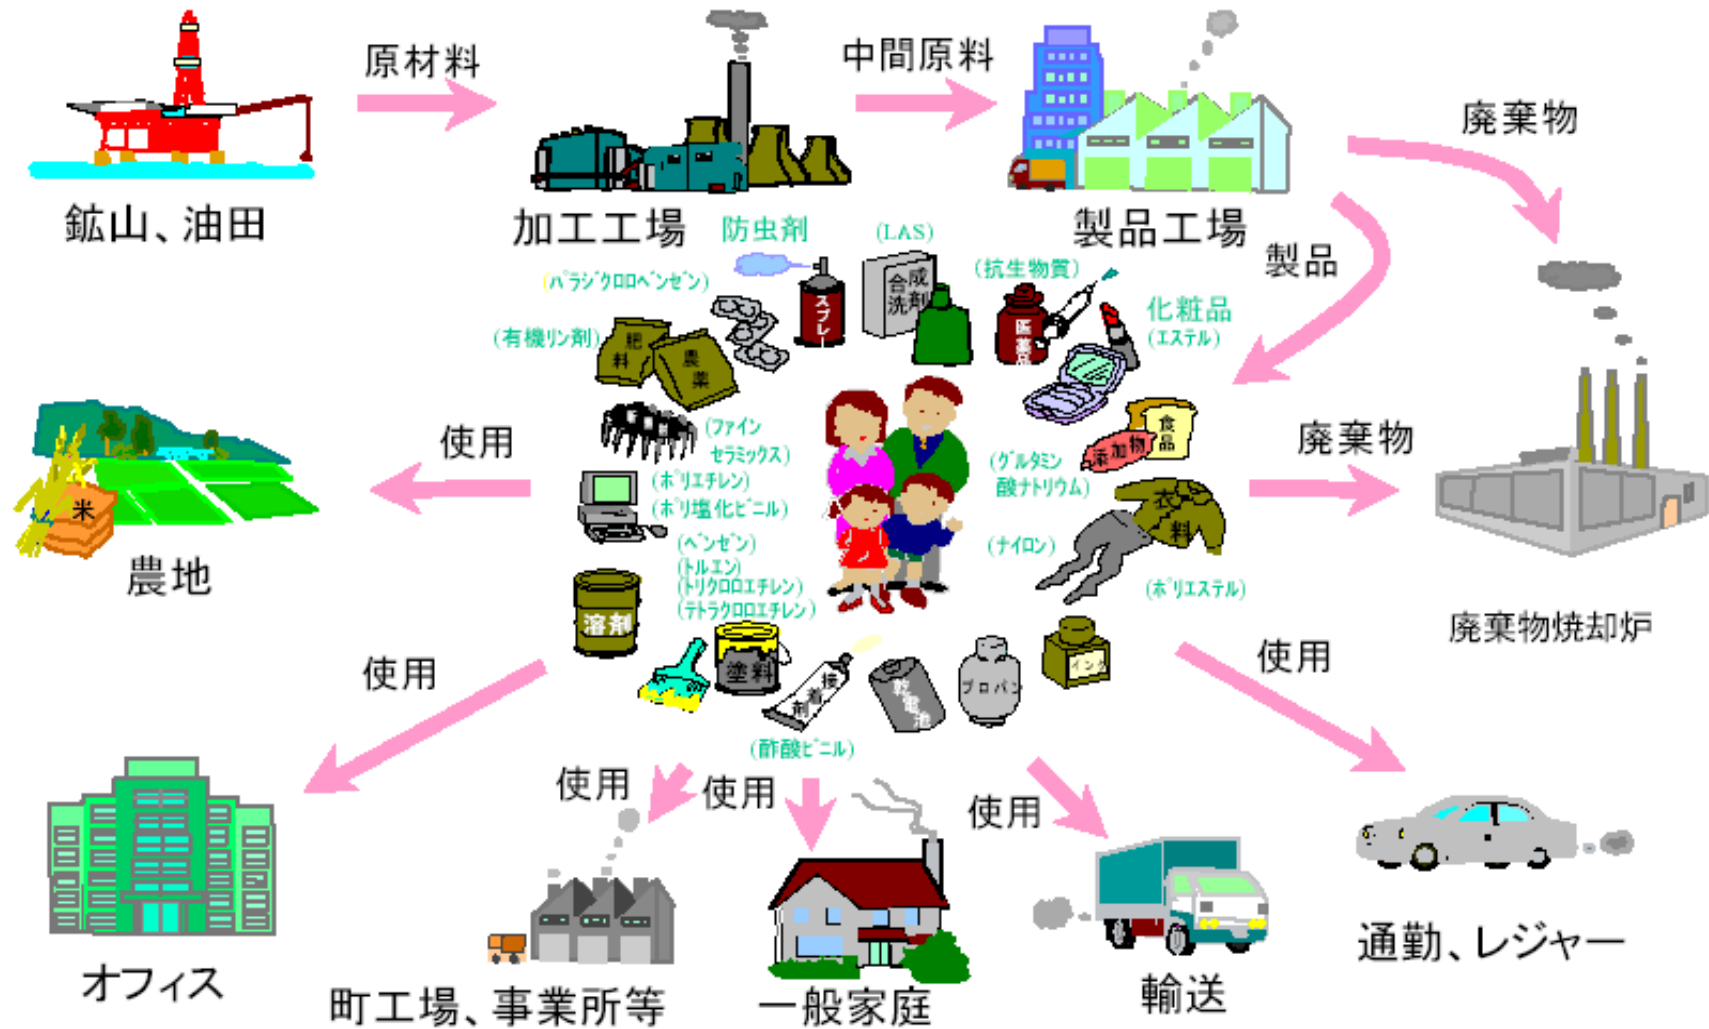 原材料
中間原料
廃棄物
鉱山、油田
加工工場
製品工場
製品
防虫剤
(LAS)
(抗生物質)
(パラジクロロベンゼン)
スプレー
合成
洗剤
医薬品
化粧品
(エステル)
(有機リン剤)
肥料
農薬
使用
(ファイン
セラミックス)
食品
添加物
廃棄物
(グルタミン
酸ナトリウム)
(ポリエチレン)
(ポリ塩化ビニル)
衣料
米
農地
(ベンゼン)
(トルエン)
(トリクロロエチレン)
(テトラクロロエチレン)
(ナイロン)
(ポリエステル)
溶剤
廃棄物焼却炉
使用
塗料
接着剤
乾電池
プロパン
インク
使用
(酢酸ビニル)
使用
使用
使用
オフィス
町工場、事業所等
一般家庭
輸送
通勤、レジャー